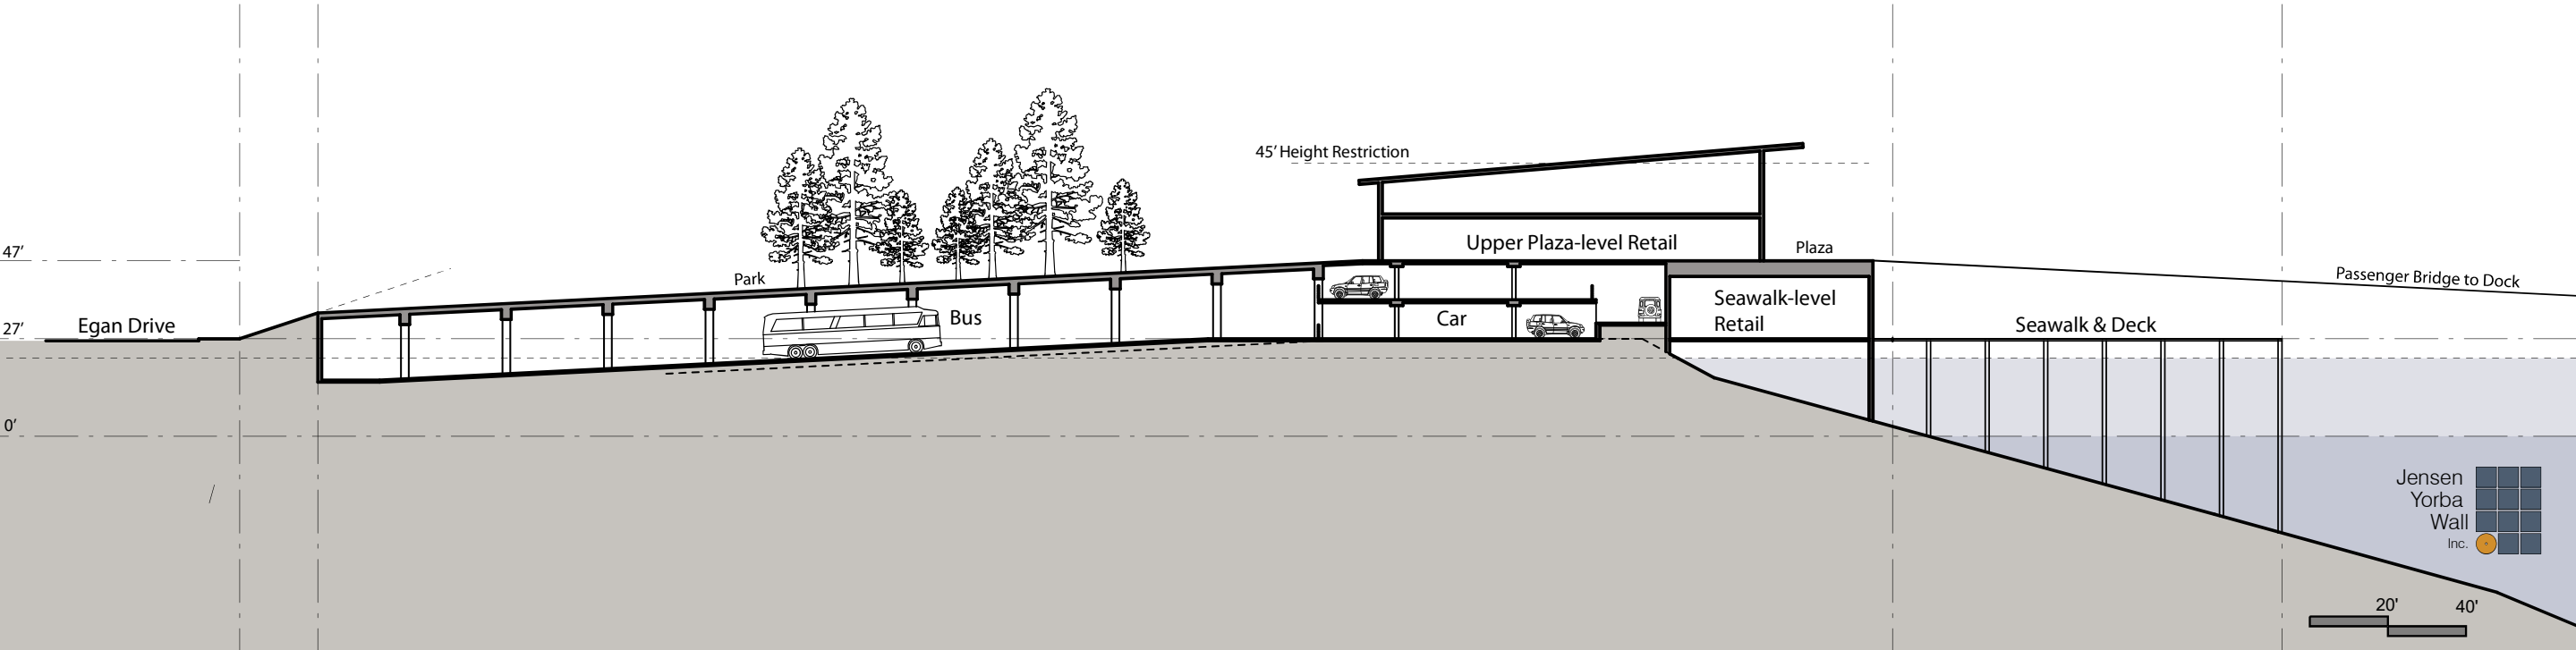 45' Height Restriction
47'
Upper Plaza-level Retail
Plaza
Park
Passenger Bridge to Dock
27'
Egan Drive
Bus
Car
Seawalk-level
Retail
Seawalk & Deck
0'
Jensen
Yorba
Wall
Inc.
20'
40'